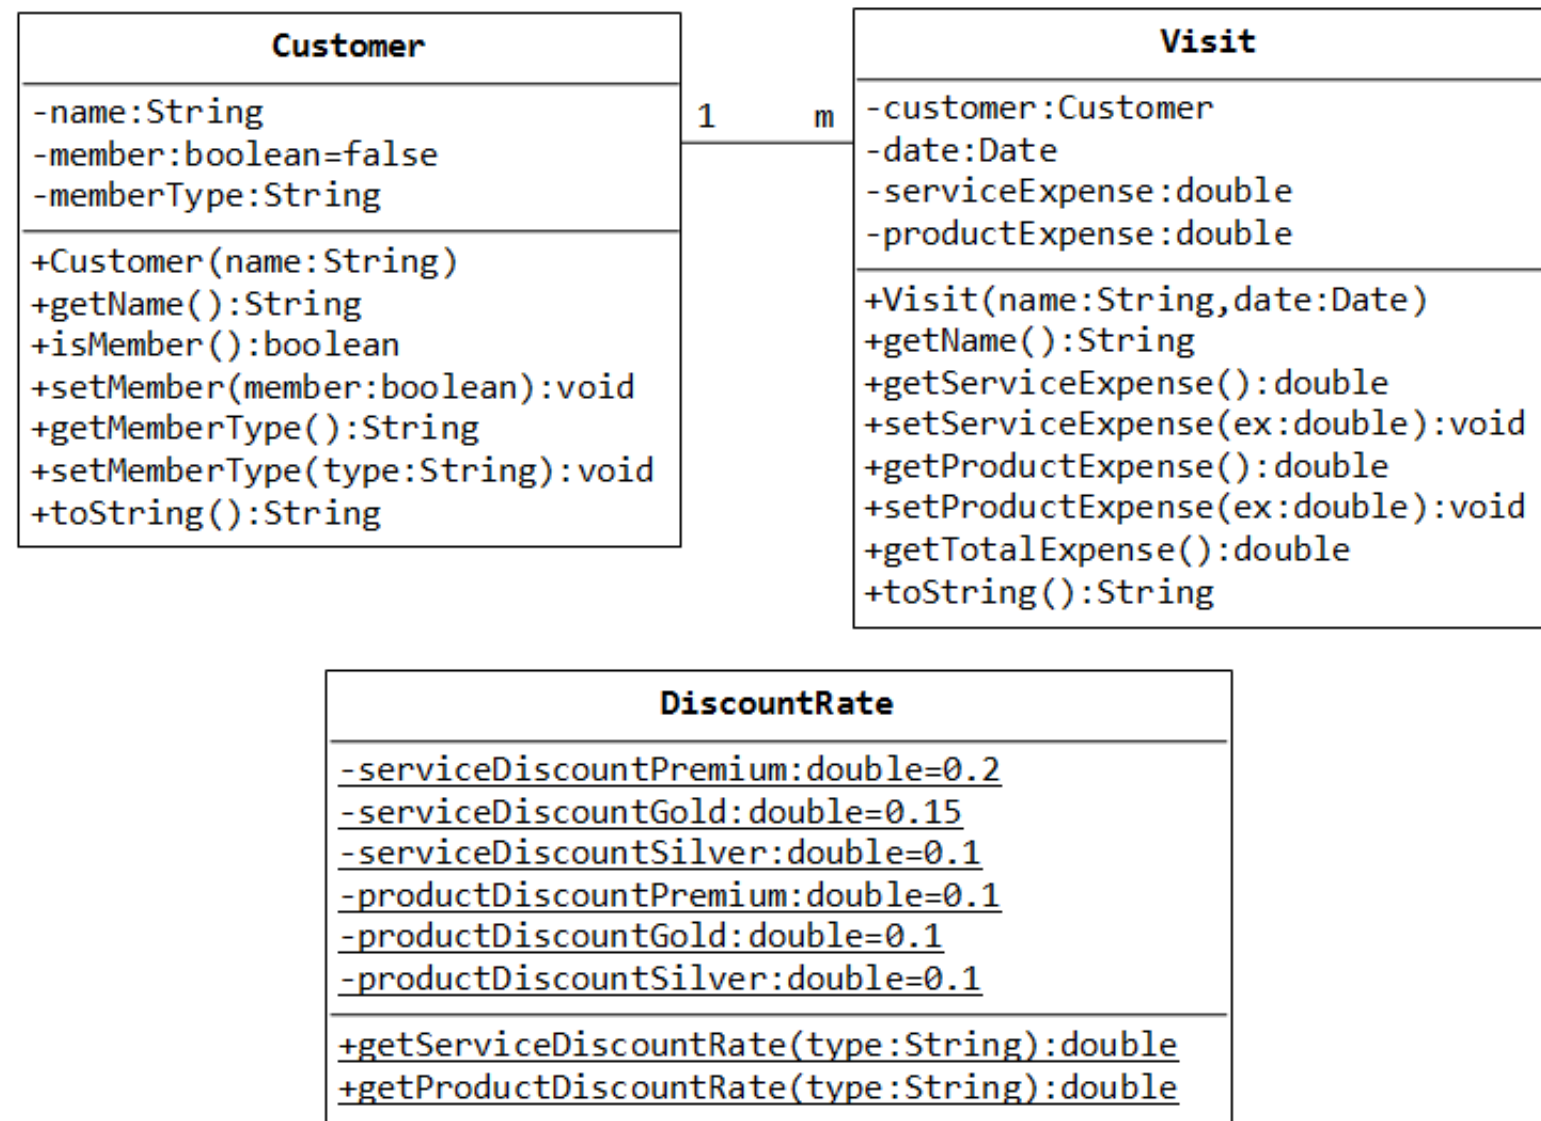 Customer
-name:String
-member:boolean=false
-memberType:String
+Customer(name:String)
+getName():String
+isMember():boolean
+setMember(member:boolean):void
+getMemberType():String
+setMemberType(type:String):void
+toString():String
1 m
Visit
-customer:Customer
-date:Date
-serviceExpense:double
-productExpense:double
+Visit(name:String,date:Date)
+getName():String
+getServiceExpense():double
+setServiceExpense(ex:double):void
+getProductExpense():double
+setProductExpense(ex:double):void
+getTotalExpense():double
+toString():String
DiscountRate
-serviceDiscountPremium:double=0.2
-serviceDiscountGold:double=0.15
-serviceDiscountSilver:double=0.1
-productDiscountPremium:double=0.1
-productDiscountGold:double=0.1
-productDiscountSilver:double=0.1
+getServiceDiscountRate(type:String):double
+getProductDiscountRate(type:String):double